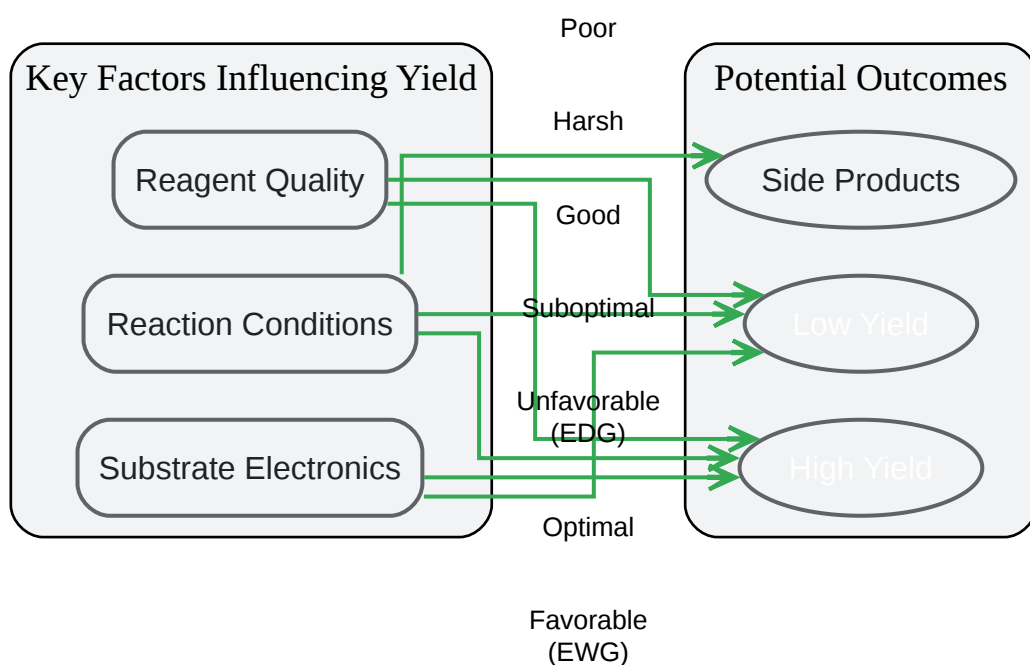 Poor
Key Factors Influencing Yield
Potential Outcomes
Harsh
Reagent Quality
Side Products
Good
Suboptimal
Reaction Conditions
Low Yield
Unfavorable
(EDG)
Substrate Electronics
High Yield
Optimal
Favorable
(EWG)